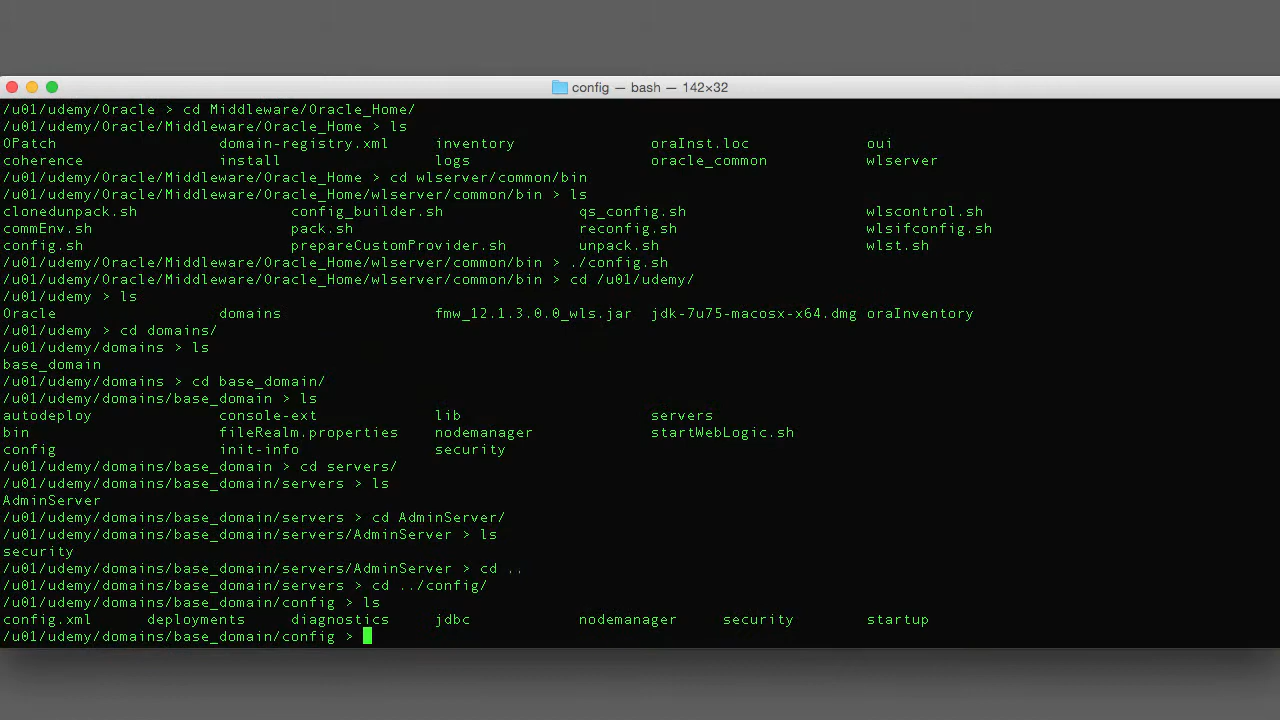 config — bash — 142×32
/u01/udemy/Oracle > cd Middleware/Oracle_Home/
/u01/udemy/Oracle/Middleware/Oracle_Home > ls
OPatch domain-registry.xml inventory oraInst.loc oui
coherence install logs oracle_common wlserver
/u01/udemy/Oracle/Middleware/Oracle_Home > cd wlserver/common/bin
/u01/udemy/Oracle/Middleware/Oracle_Home/wlserver/common/bin > ls
clonedunpack.sh config_builder.sh qs_config.sh wlscontrol.sh
commEnv.sh pack.sh reconfig.sh wlsifconfig.sh
config.sh prepareCustomProvider.sh unpack.sh wlst.sh
/u01/udemy/Oracle/Middleware/Oracle_Home/wlserver/common/bin > ./config.sh
/u01/udemy/Oracle/Middleware/Oracle_Home/wlserver/common/bin > cd /u01/udemy/
/u01/udemy > ls
Oracle domains fmw_12.1.3.0.0_wls.jar jdk-7u75-macosx-x64.dmg oraInventory
/u01/udemy > cd domains/
/u01/udemy/domains > ls
base_domain
/u01/udemy/domains > cd base_domain/
/u01/udemy/domains/base_domain > ls
autodeploy console-ext lib servers
bin fileRealm.properties nodemanager startWebLogic.sh
config init-info security
/u01/udemy/domains/base_domain > cd servers/
/u01/udemy/domains/base_domain/servers > ls
AdminServer
/u01/udemy/domains/base_domain/servers > cd AdminServer/
/u01/udemy/domains/base_domain/servers/AdminServer > ls
security
/u01/udemy/domains/base_domain/servers/AdminServer > cd ..
/u01/udemy/domains/base_domain/servers > cd ../config/
/u01/udemy/domains/base_domain/config > ls
config.xml deployments diagnostics jdbc nodemanager security startup
/u01/udemy/domains/base_domain/config >